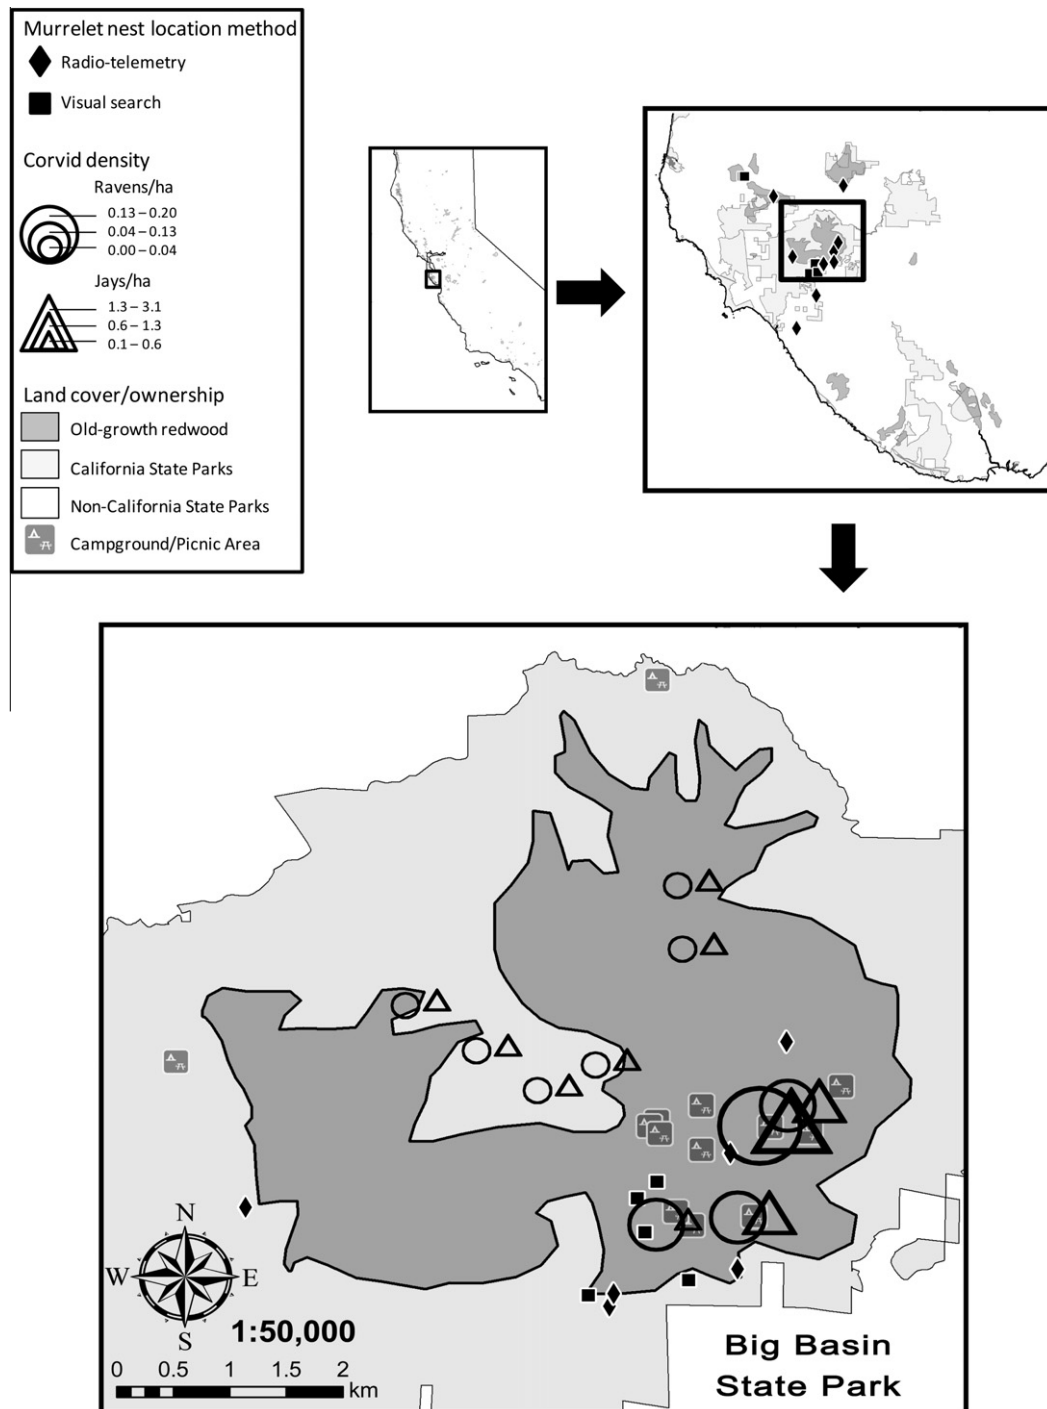 Murrelet nest location method
Radio-telemetry
Visual search
Corvid density
Ravens/ha
0.13 – 0.20
0.04 – 0.13
0.00 – 0.04
Jays/ha
1.3 – 3.1
0.6 – 1.3
0.1 – 0.6
Land cover/ownership
Old-growth redwood
California State Parks
Non-California State Parks
Campground/Picnic Area
N
W E
S
1:50,000
0 0.5 1 1.5 2
km
Big Basin
State Park